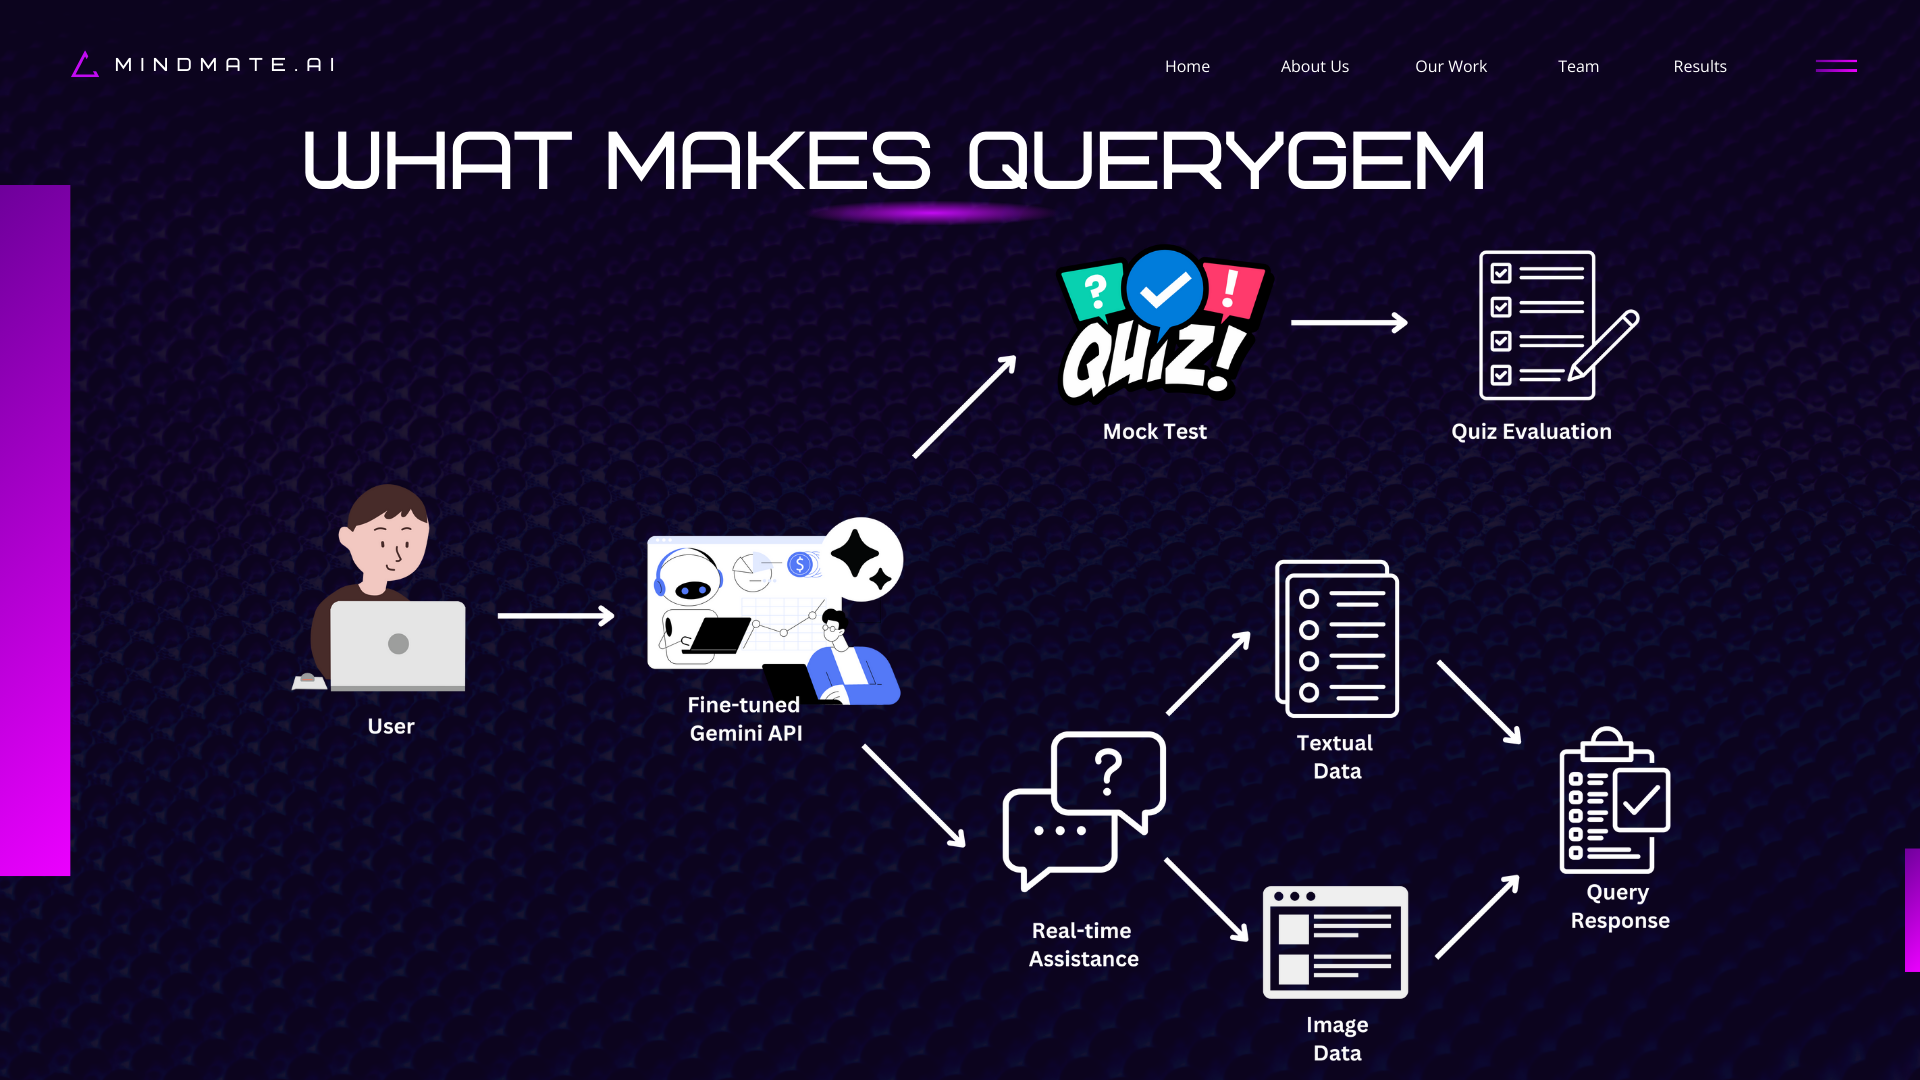 MINDMATE.AI
Home
About Us
Our Work
Team
Results
WHAT MAKES QUERYGEM
?
!
QUIZ!
Mock Test
Quiz Evaluation
$
User
Fine-tuned
Gemini API
?
Real-time
Assistance
Textual
Data
Image
Data
Query
Response